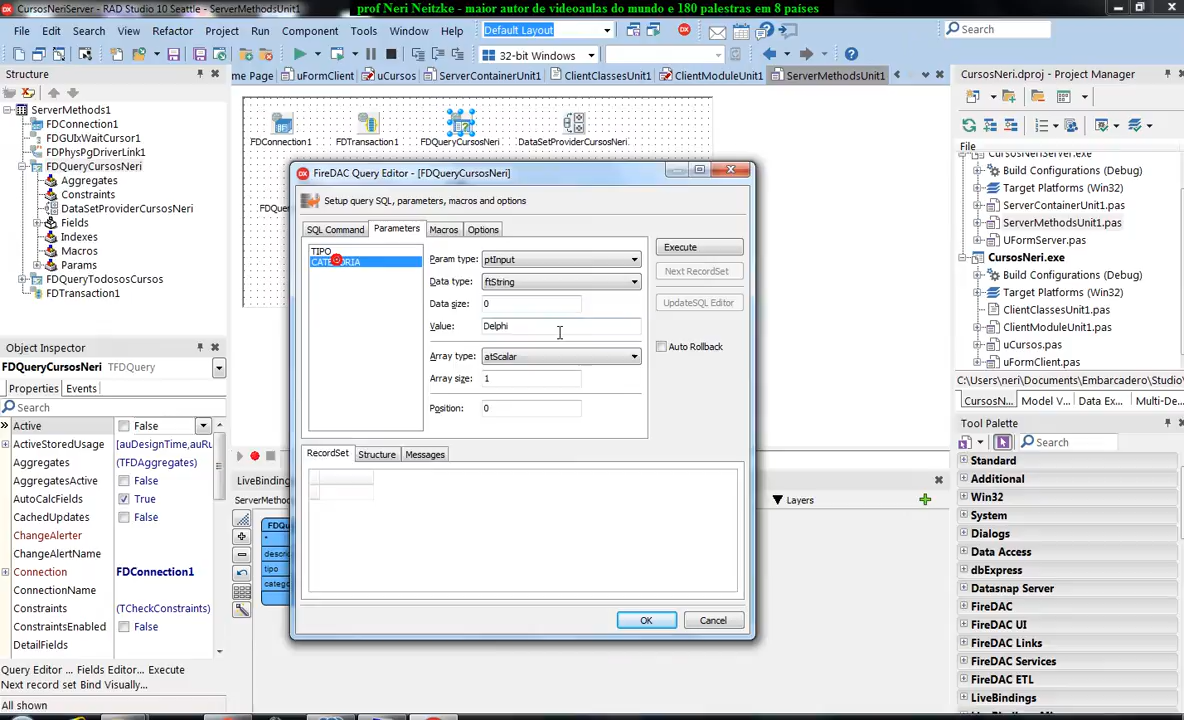 prof Neri Neitzke - maior autor de videoaulas do mundo e 180 palestras em 8 países
CursosNeriServer - RAD Studio 10 Seattle - ServerMethodsUnit1
File Edit Search View Refactor Project Run Component Tools Window Help
Default Layout
Search
32-bit Windows
Structure
me Page uFormClient uCursos ServerContainerUnit1 ClientClassesUnit1 ClientModuleUnit1 ServerMethodsUnit1
CursosNeri.dproj - Project Manager
ServerMethods1
FDConnection1
FDGUIxWaitCursor1
FDPhysPgDriverLink1
FDQueryCursosNeri
Aggregates
Constraints
DataSetProviderCursosNeri
Fields
Indexes
Macros
Params
FDQueryTodososCursos
FDTransaction1
FDConnection1 FDTransaction1 FDQueryCursosNeri DataSetProviderCursosNeri
FireDAC Query Editor - [FDQueryCursosNeri]
Setup query SQL, parameters, macros and options
SQL Command Parameters Macros Options
TIPO
Param type: ptInput
Data type: ftString
Data size: 0
Value: Delphi
Array type: atScalar
Array size: 1
Position: 0
Execute
Next RecordSet
UpdateSQL Editor
Auto Rollback
RecordSet Structure Messages
OK Cancel
File
CursosNeriServer.exe
Build Configurations (Debug)
Target Platforms (Win32)
ServerContainerUnit1.pas
ServerMethodsUnit1.pas
UFormServer.pas
CursosNeri.exe
Build Configurations (Debug)
Target Platforms (Win32)
ClientClassesUnit1.pas
ClientModuleUnit1.pas
uCursos.pas
uFormClient.pas
C:\Users\neri\Documents\Embarcadero\Studio\
CursosN... Model V... Data Ex... Multi-De...
Tool Palette
Search
Standard
Additional
Win32
System
Dialogs
Data Access
dbExpress
Datasnap Server
FireDAC
FireDAC UI
FireDAC Links
FireDAC Services
FireDAC ETL
LiveBindings
Object Inspector
FDQueryCursosNeri TFDQuery
Properties Events
Search
Active False
ActiveStoredUsage [auDesignTime,auRu
Aggregates (TFDAggregates)
AggregatesActive False
AutoCalcFields True
CachedUpdates False
ChangeAlerter
ChangeAlertName
Connection FDConnection1
ConnectionName
Constraints (TCheckConstraints)
ConstraintsEnabled False
DetailFields
Query Editor ... Fields Editor... Execute
Next record set Bind Visually...
All shown
LiveBinding
ServerMetho
FDQu
*
descri
tipo
catego
Layers